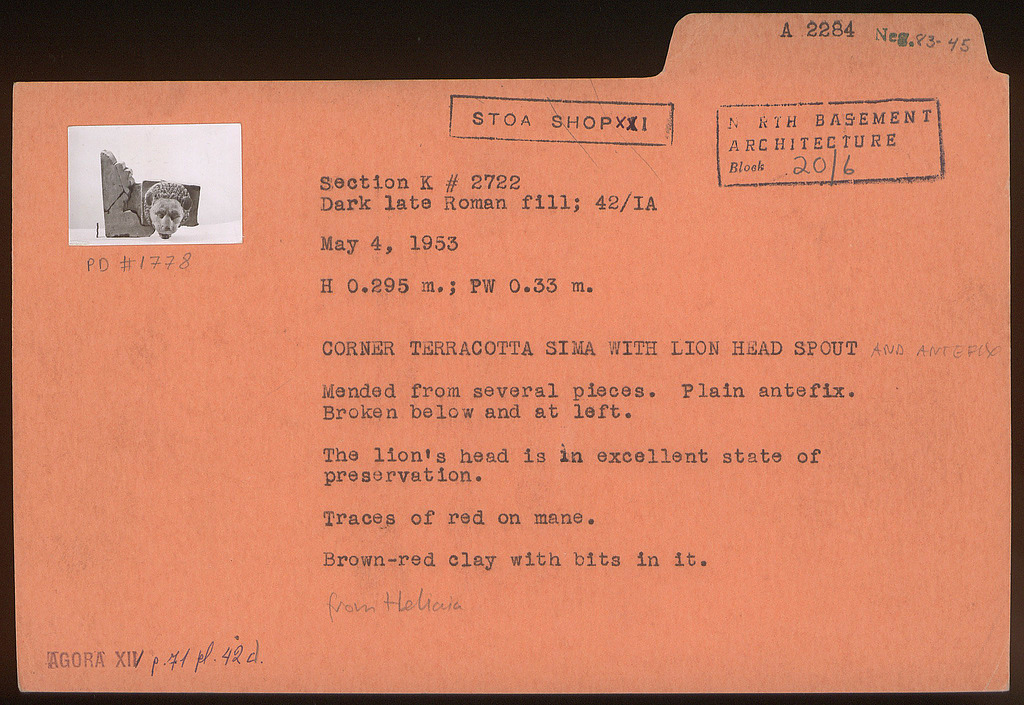 A 2284 Neg. 83-45
STOA SHOP XXI
N RTH BASEMENT
ARCHITECTURE
Block 20/6
Section K # 2722
Dark late Roman fill; 42/IA
May 4, 1953
PD #1778
H 0.295 m.; PW 0.33 m.
CORNER TERRACOTTA SIMA WITH LION HEAD SPOUT AND ANTEFIX
Mended from several pieces. Plain antefix.
Broken below and at left.
The lion's head is in excellent state of
preservation.
Traces of red on mane.
Brown-red clay with bits in it.
from Heliaia
AGORA XIV p.71 pl. 42 d.